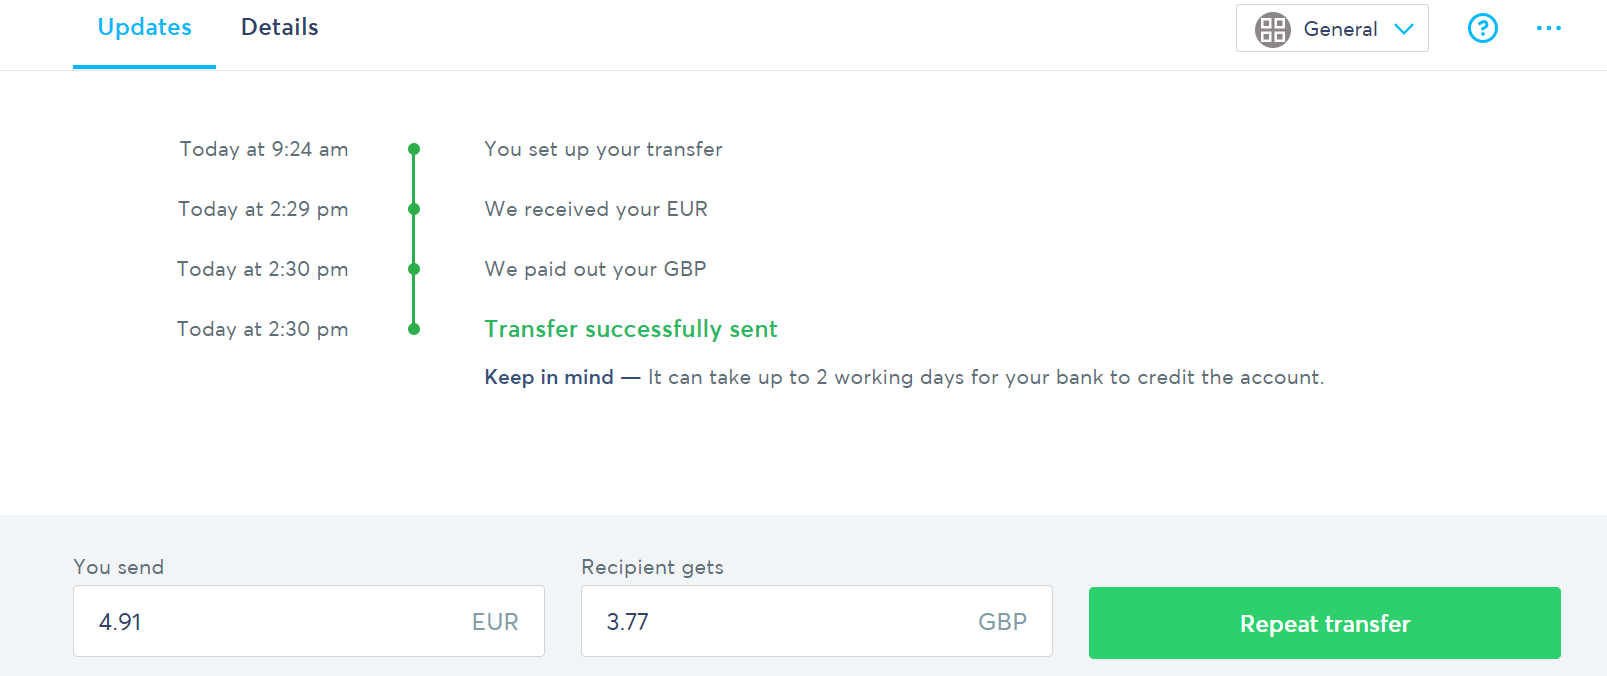 Updates Details General ?
Today at 9:24 am You set up your transfer
Today at 2:29 pm We received your EUR
Today at 2:30 pm We paid out your GBP
Today at 2:30 pm Transfer successfully sent
Keep in mind — It can take up to 2 working days for your bank to credit the account.
You send Recipient gets
4.91 EUR 3.77 GBP Repeat transfer